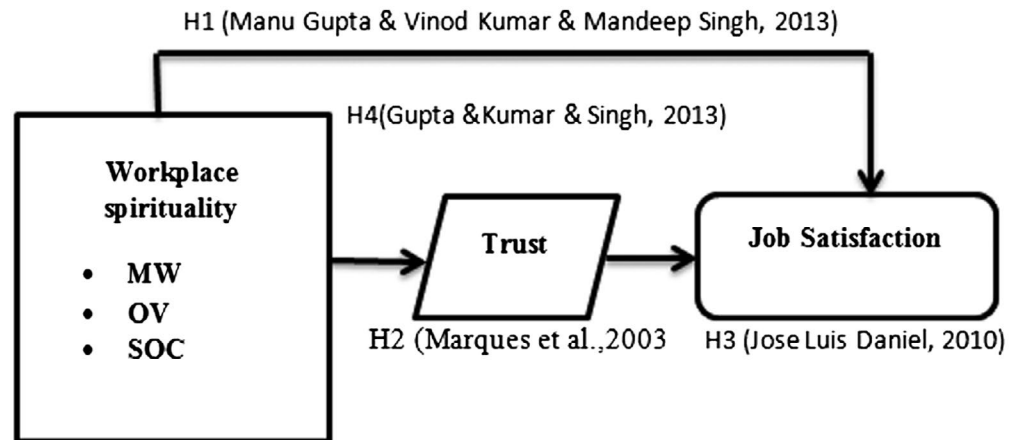 H1 (Manu Gupta & Vinod Kumar & Mandeep Singh, 2013)
H4(Gupta &Kumar & Singh, 2013)
Workplace
spirituality
• MW
• OV
• SOC
Trust
Job Satisfaction
H2 (Marques et al.,2003
H3 (Jose Luis Daniel, 2010)